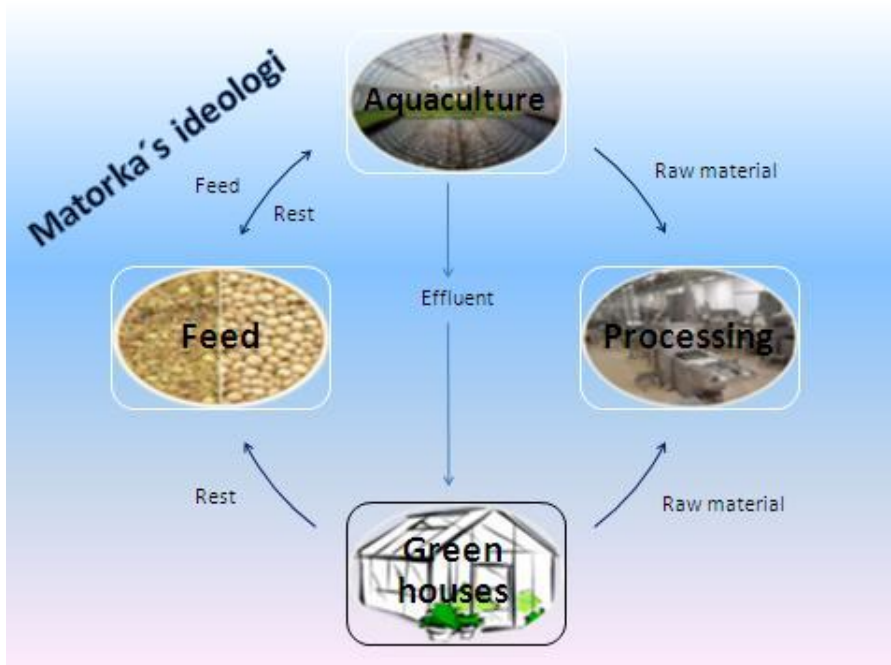 Matorka´s ideologi
Aquaculture
Feed
Rest
Raw material
Effluent
Feed
Processing
Rest
Raw material
Green
houses